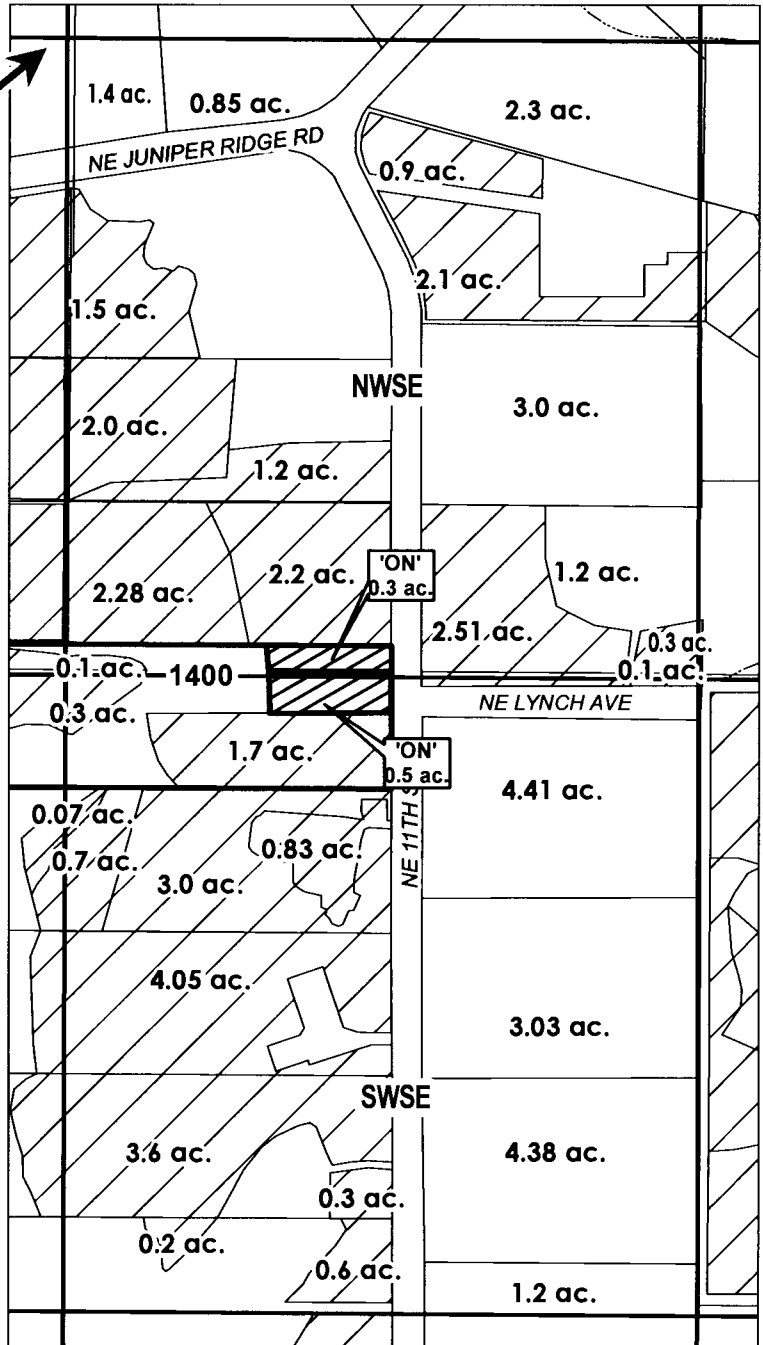 1.4 ac.
0.85 ac.
2.3 ac.
NE JUNIPER RIDGE RD
0.9 ac.
2.1 ac.
1.5 ac.
NWSE
3.0 ac.
2.0 ac.
1.2 ac.
'ON'
0.3 ac.
2.2 ac.
1.2 ac.
2.28 ac.
2.51 ac.
0.3 ac.
0.1 ac.
1400
0.1 ac.
NE LYNCH AVE
0.3 ac.
1.7 ac.
'ON'
0.5 ac.
4.41 ac.
0.07 ac.
NE 11TH S
0.83 ac.
0.7 ac.
3.0 ac.
4.05 ac.
3.03 ac.
SWSE
3.6 ac.
4.38 ac.
0.3 ac.
0.2 ac.
0.6 ac.
1.2 ac.